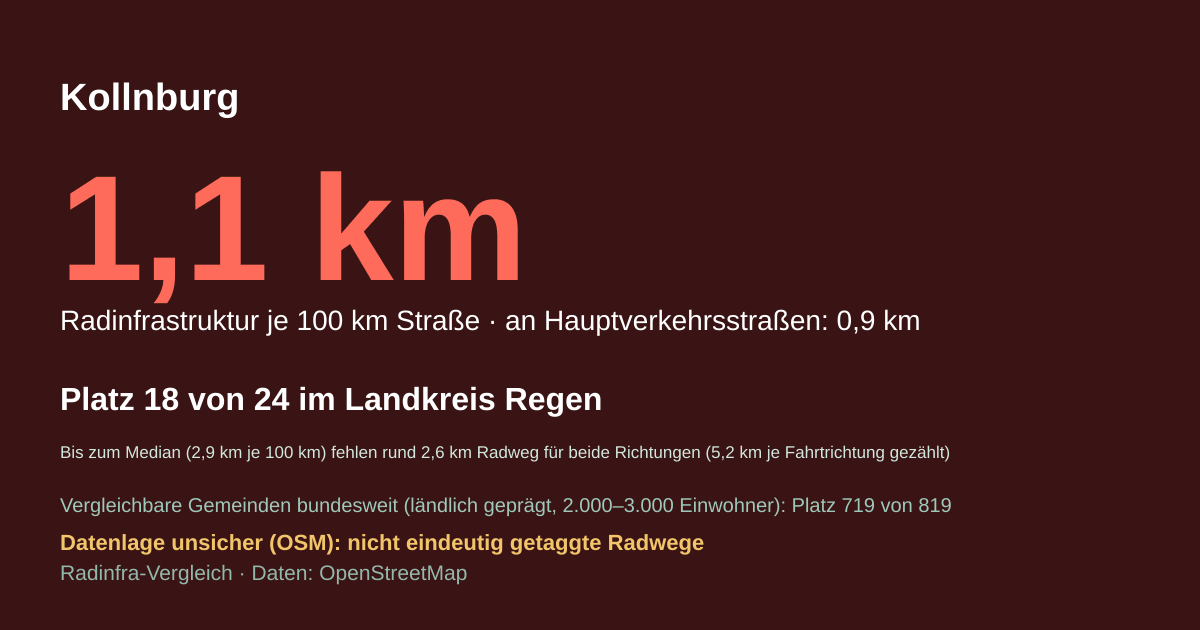 Kollnburg
1,1 km
Radinfrastruktur je 100 km Straße · an Hauptverkehrsstraßen: 0,9 km
Platz 18 von 24 im Landkreis Regen
Bis zum Median (2,9 km je 100 km) fehlen rund 2,6 km Radweg für beide Richtungen (5,2 km je Fahrtrichtung gezählt)
Vergleichbare Gemeinden bundesweit (ländlich geprägt, 2.000–3.000 Einwohner): Platz 719 von 819
Datenlage unsicher (OSM): nicht eindeutig getaggte Radwege
Radinfra-Vergleich · Daten: OpenStreetMap